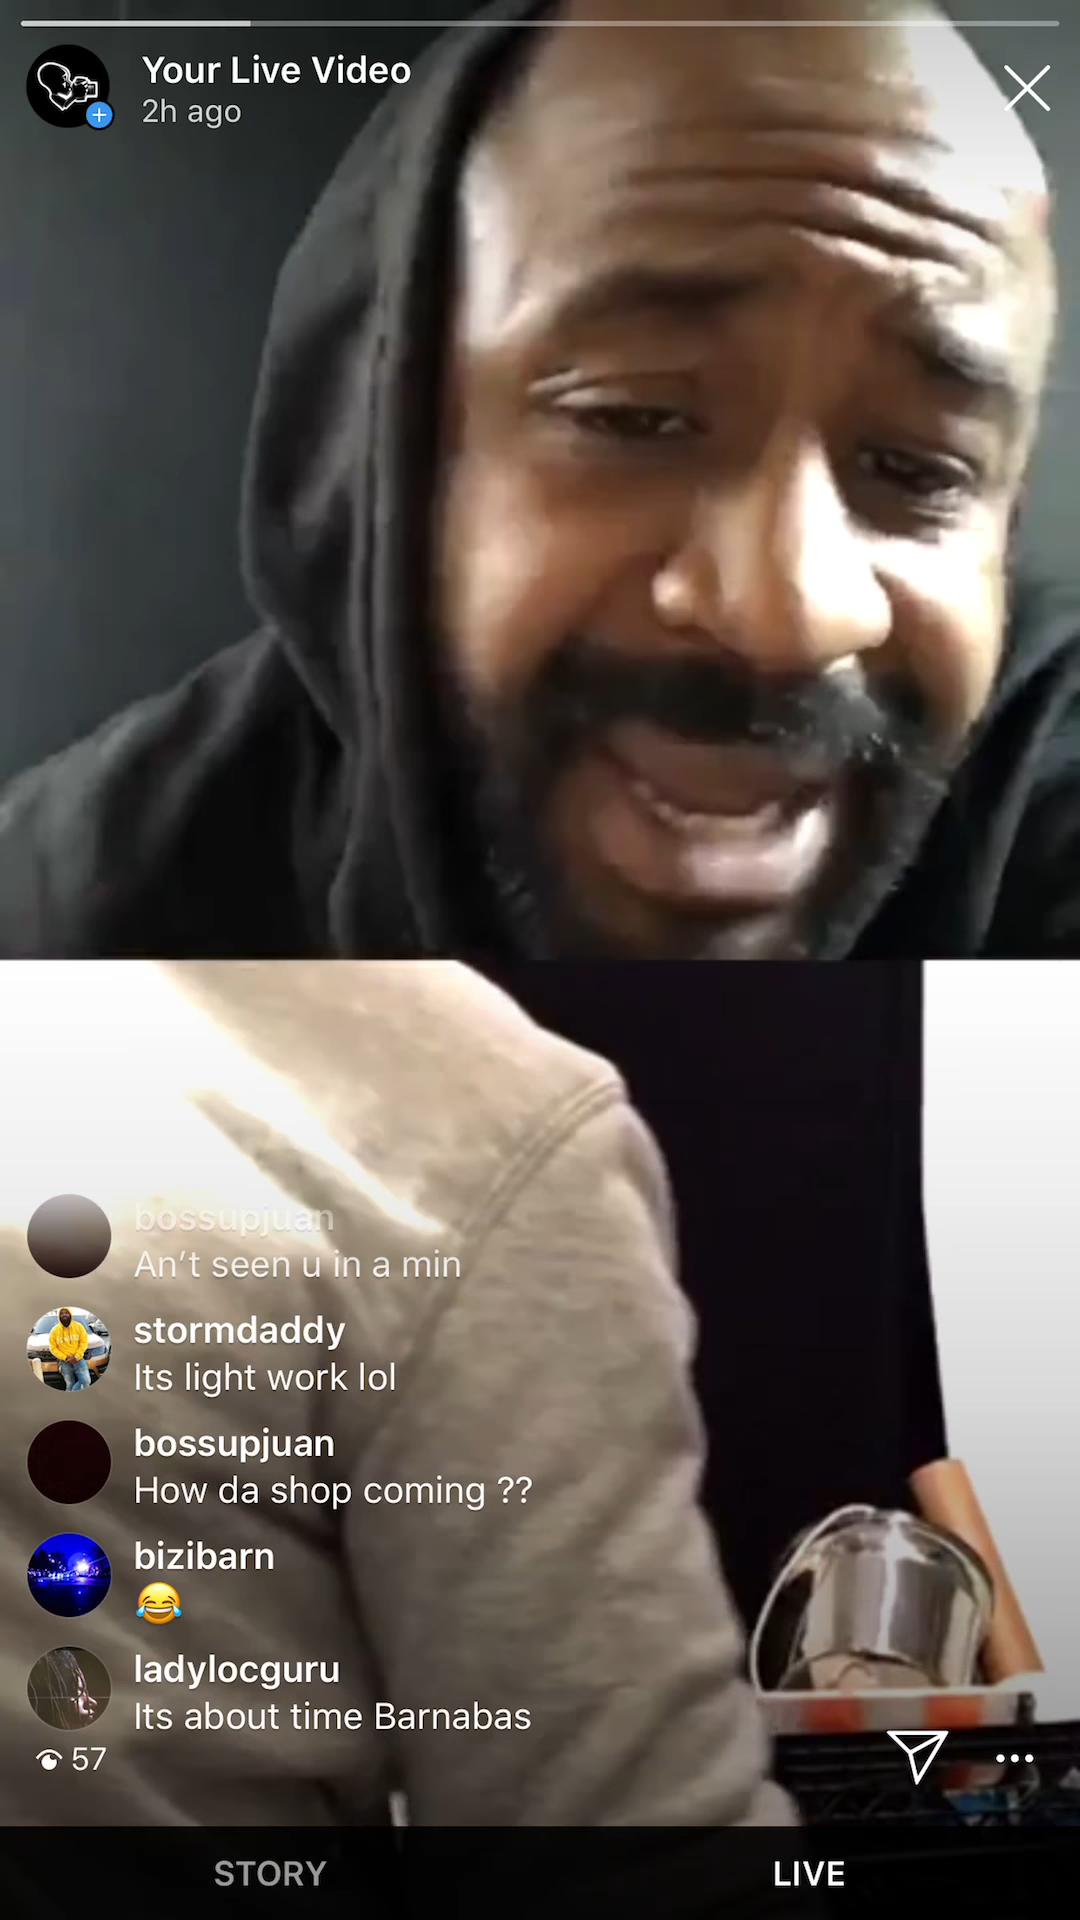 Your Live Video
2h ago
bossupjuan
An't seen u in a min
stormdaddy
Its light work lol
bossupjuan
How da shop coming ??
bizibarn
😂
ladylocguru
Its about time Barnabas
57
STORY
LIVE